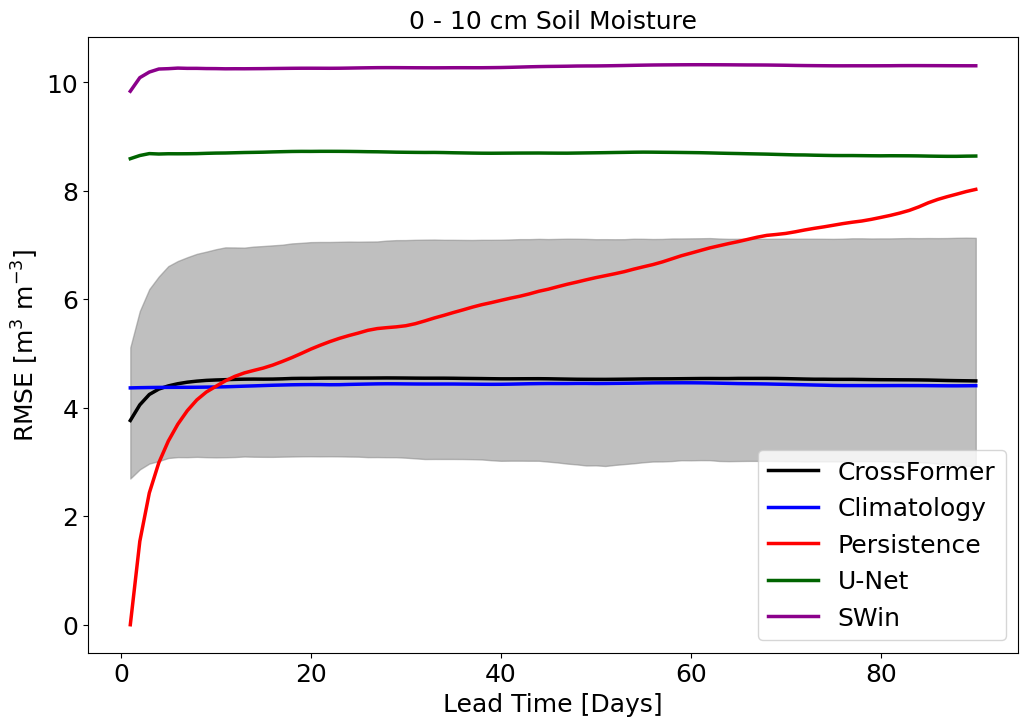 0 - 10 cm Soil Moisture
RMSE [m³ m⁻³]
10
8
6
4
2
0
0 20 40 60 80
Lead Time [Days]
CrossFormer
Climatology
Persistence
U-Net
SWin